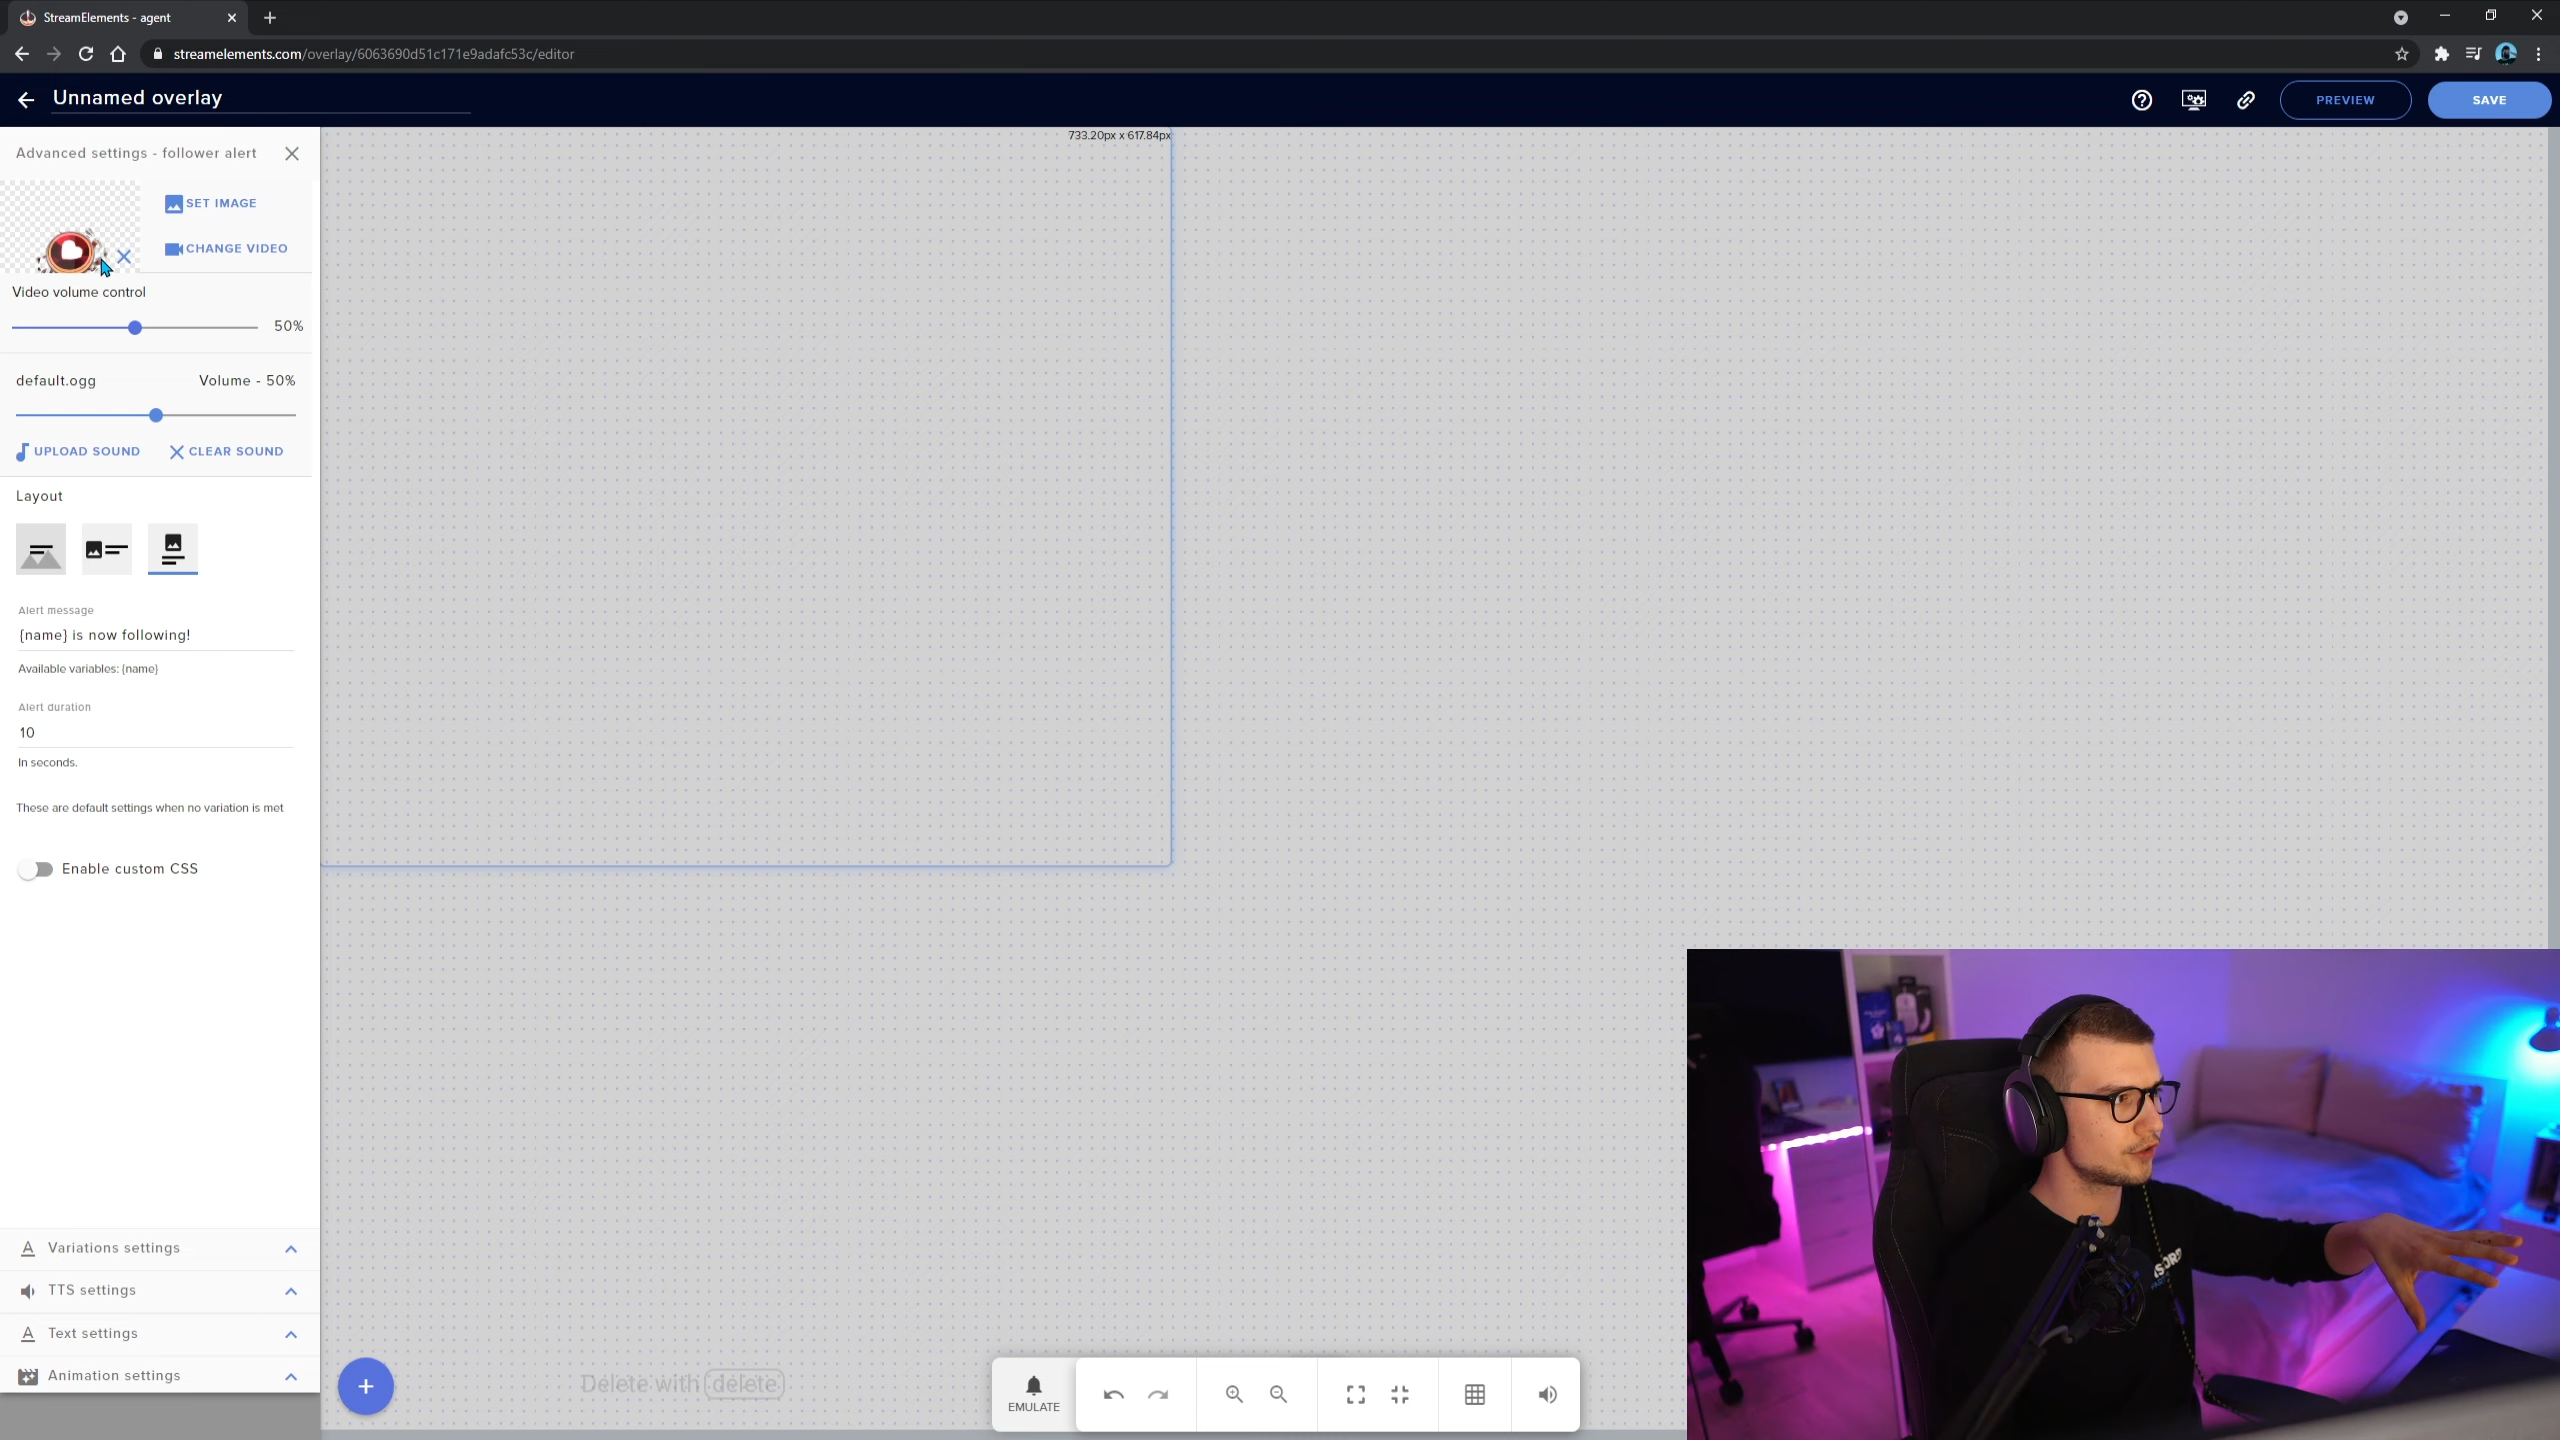 StreamElements - agent
streamelements.com/overlay/6063690d51c171e9adafc53c/editor
Unnamed overlay
PREVIEW
SAVE
733.20px x 617.84px
Advanced settings - follower alert
SET IMAGE
CHANGE VIDEO
Video volume control
50%
default.ogg
Volume - 50%
UPLOAD SOUND
CLEAR SOUND
Layout
Alert message
{name} is now following!
Available variables: {name}
Alert duration
10
In seconds.
These are default settings when no variation is met
Enable custom CSS
Variations settings
TTS settings
Text settings
Animation settings
Delete with delete
EMULATE